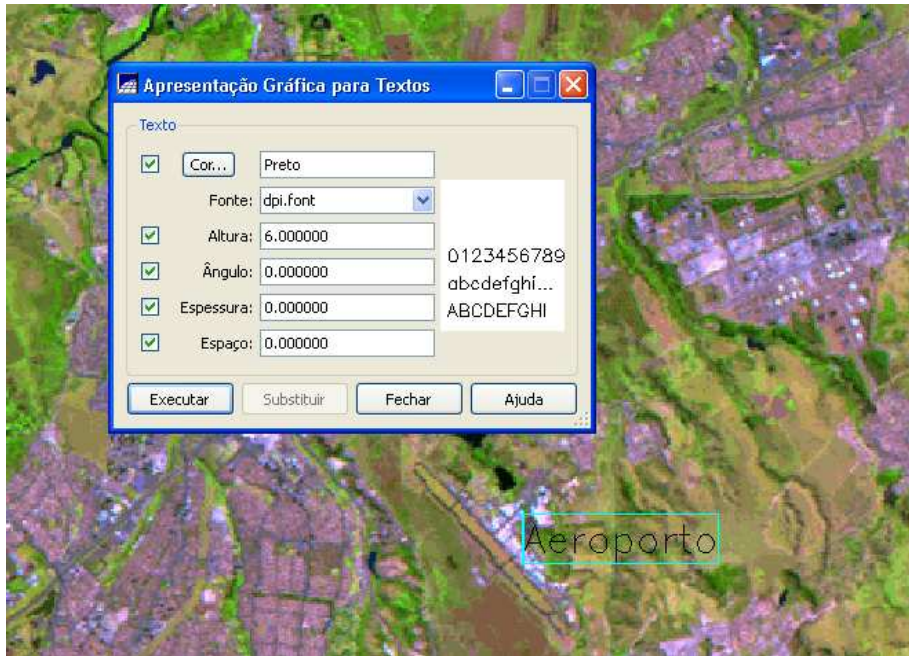 Apresentação Gráfica para Textos
Texto
Cor... Preto
Fonte: dpi.font
Altura: 6.000000
Ângulo: 0.000000
Espessura: 0.000000
Espaço: 0.000000
0123456789
abcdefghi...
ABCDEFGHI
Executar Substituir Fechar Ajuda
Aeroporto